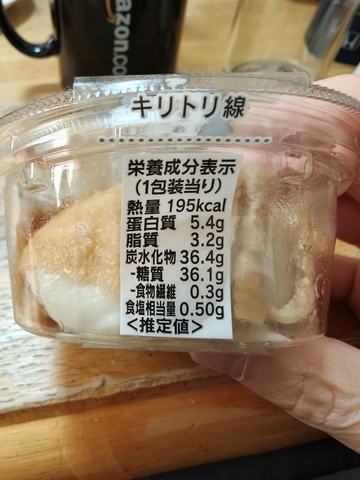 amazon.co
キリトリ線
栄養成分表示
(1包装当り)
熱量 195kcal
蛋白質 5.4g
脂質 3.2g
炭水化物 36.4g
-糖質 36.1g
-食物繊維 0.3g
食塩相当量 0.50g
<推定値>